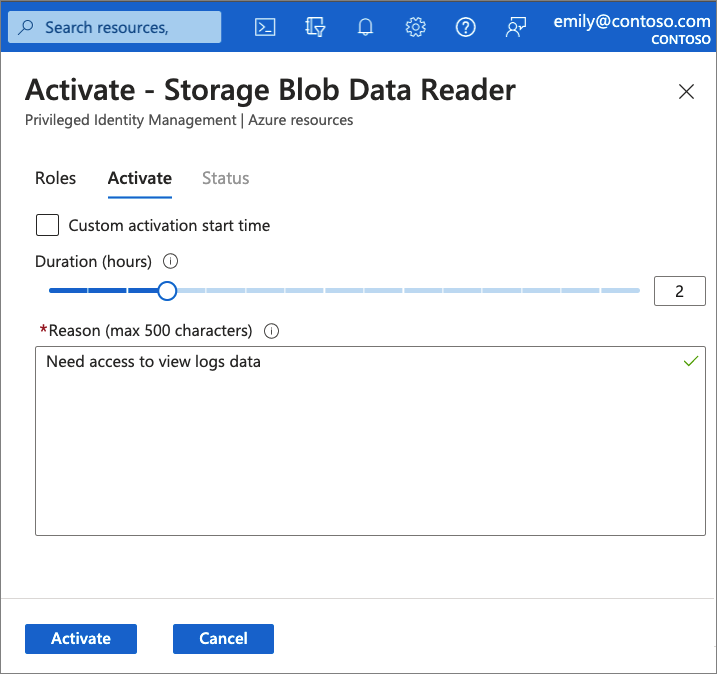 Search resources,
emily@contoso.com
CONTOSO
Activate - Storage Blob Data Reader
Privileged Identity Management | Azure resources
Roles Activate Status
Custom activation start time
Duration (hours)
2
*Reason (max 500 characters)
Need access to view logs data
Activate Cancel